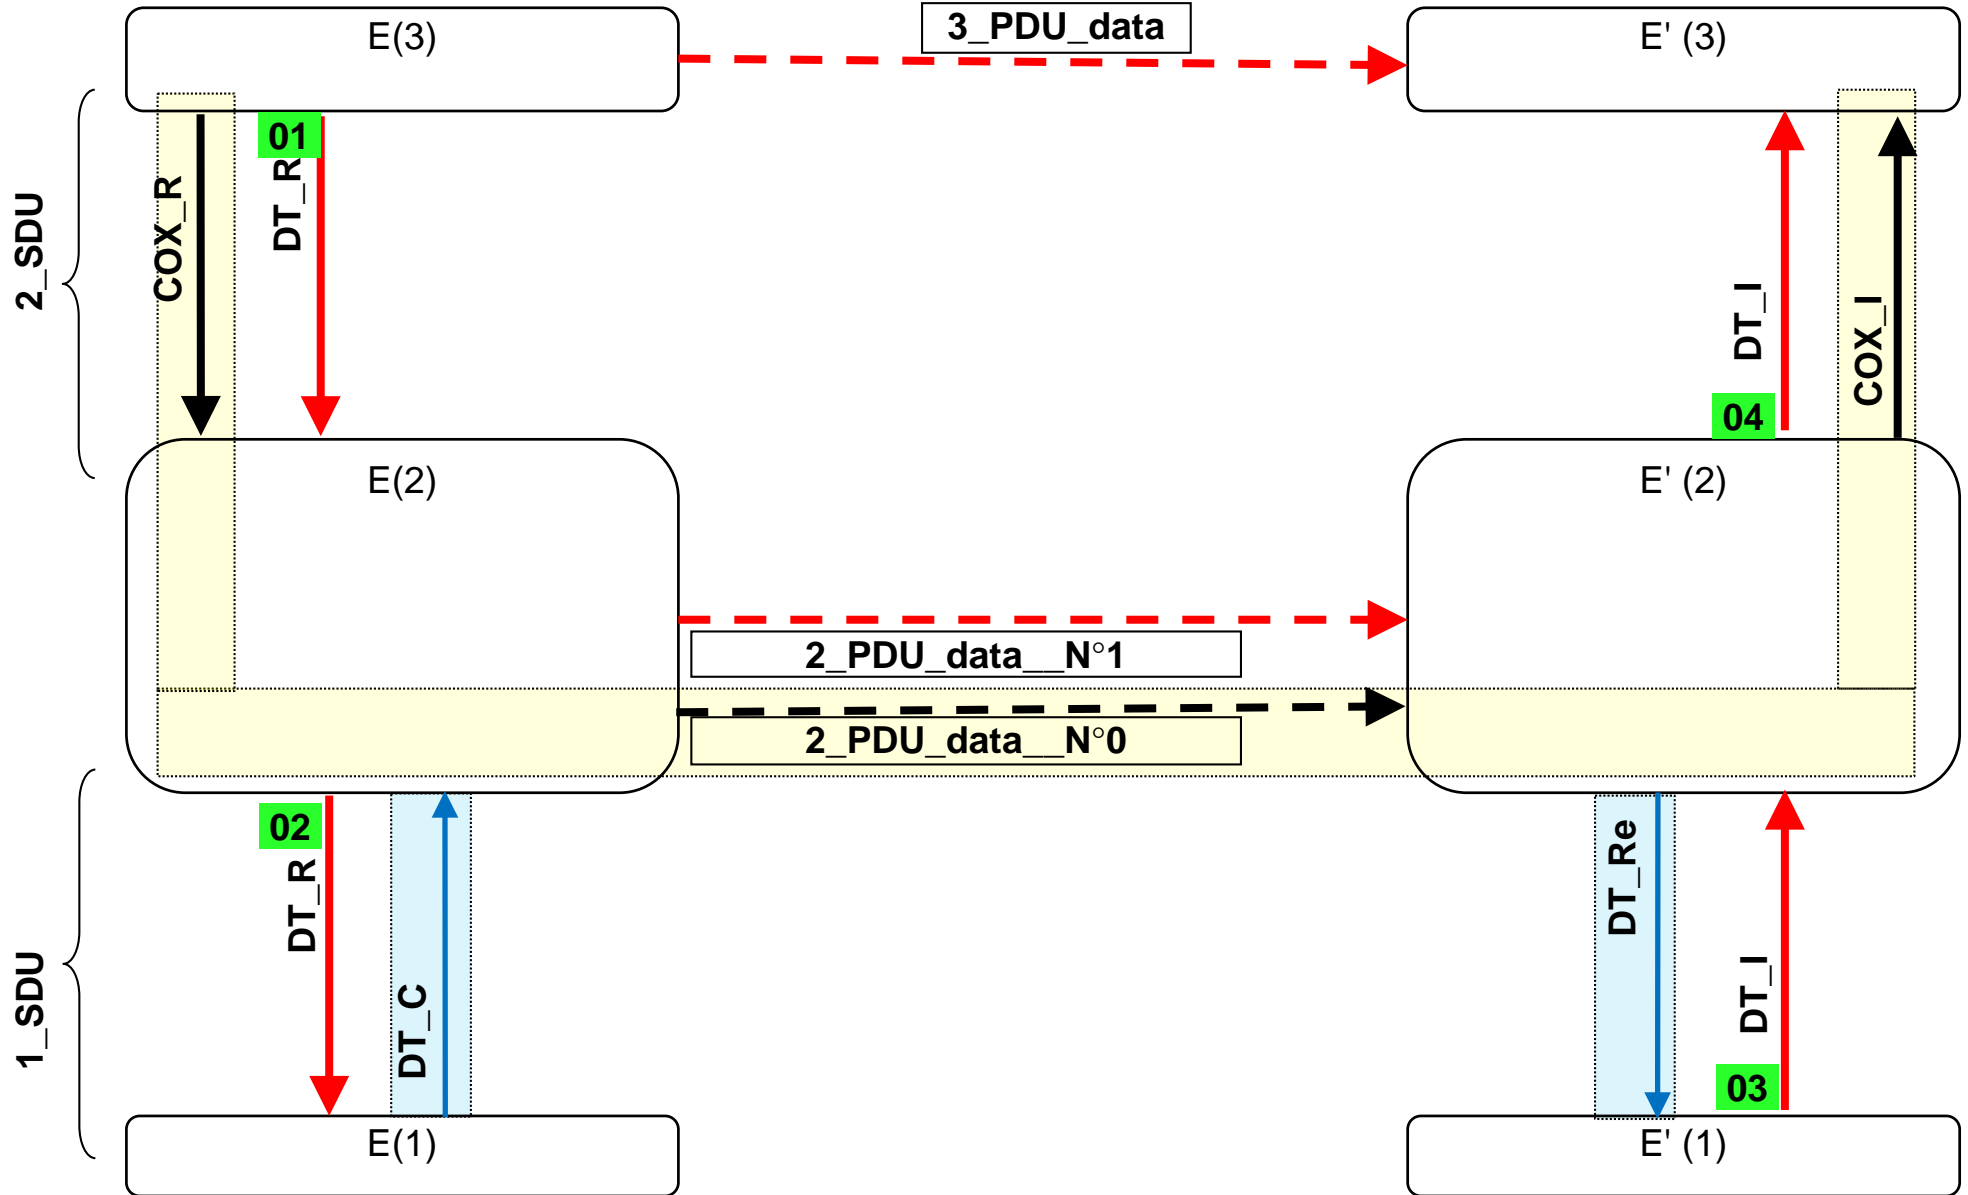 E(3)
3_PDU_data
E' (3)
01
2_SDU
COX_R
DT_R
DT_I
COX_I
04
E(2)
E' (2)
2_PDU_data__N°1
2_PDU_data__N°0
02
1_SDU
DT_R
DT_C
DT_Re
DT_I
03
E(1)
E' (1)